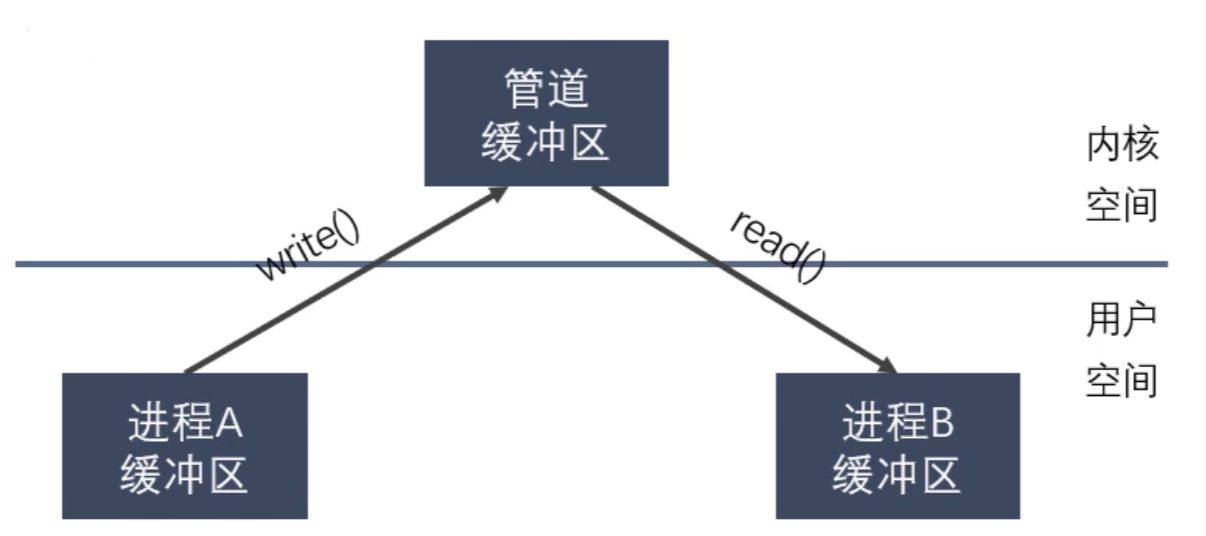 管道
缓冲区
内核
空间
write()
read()
用户
空间
进程A
缓冲区
进程B
缓冲区